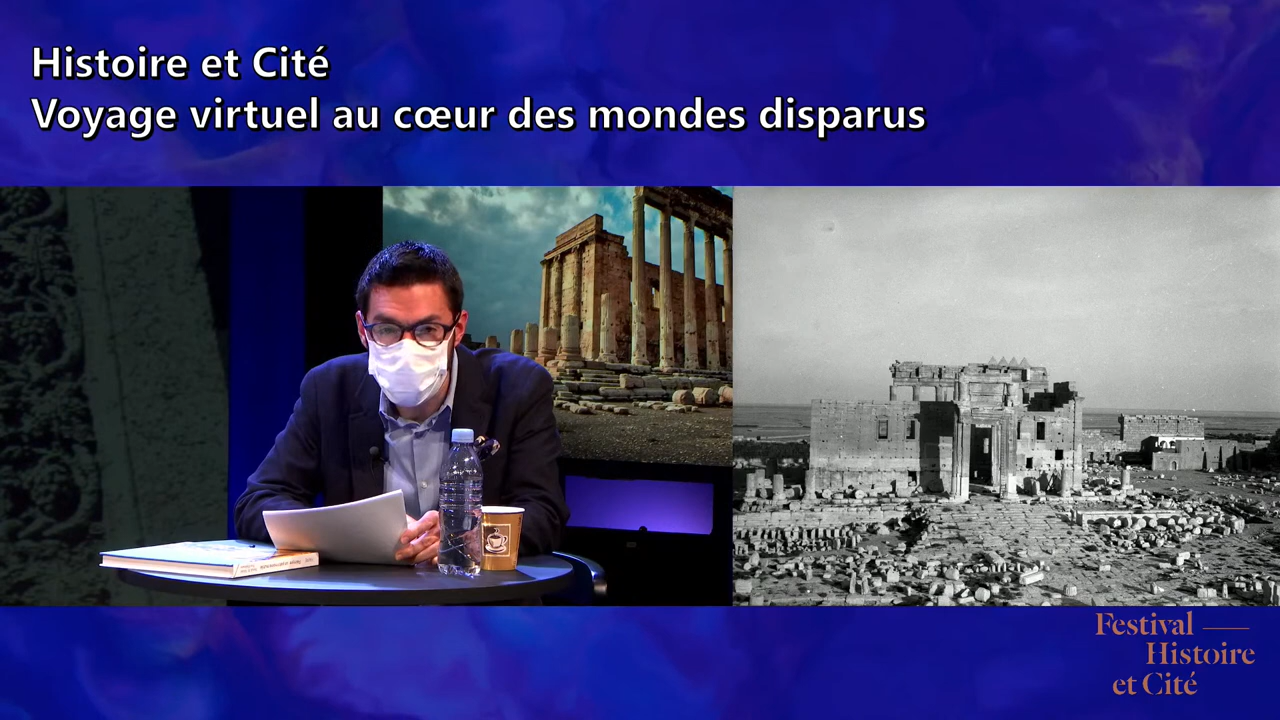 Histoire et Cité
Voyage virtuel au cœur des mondes disparus
Festival
Histoire
et Cité